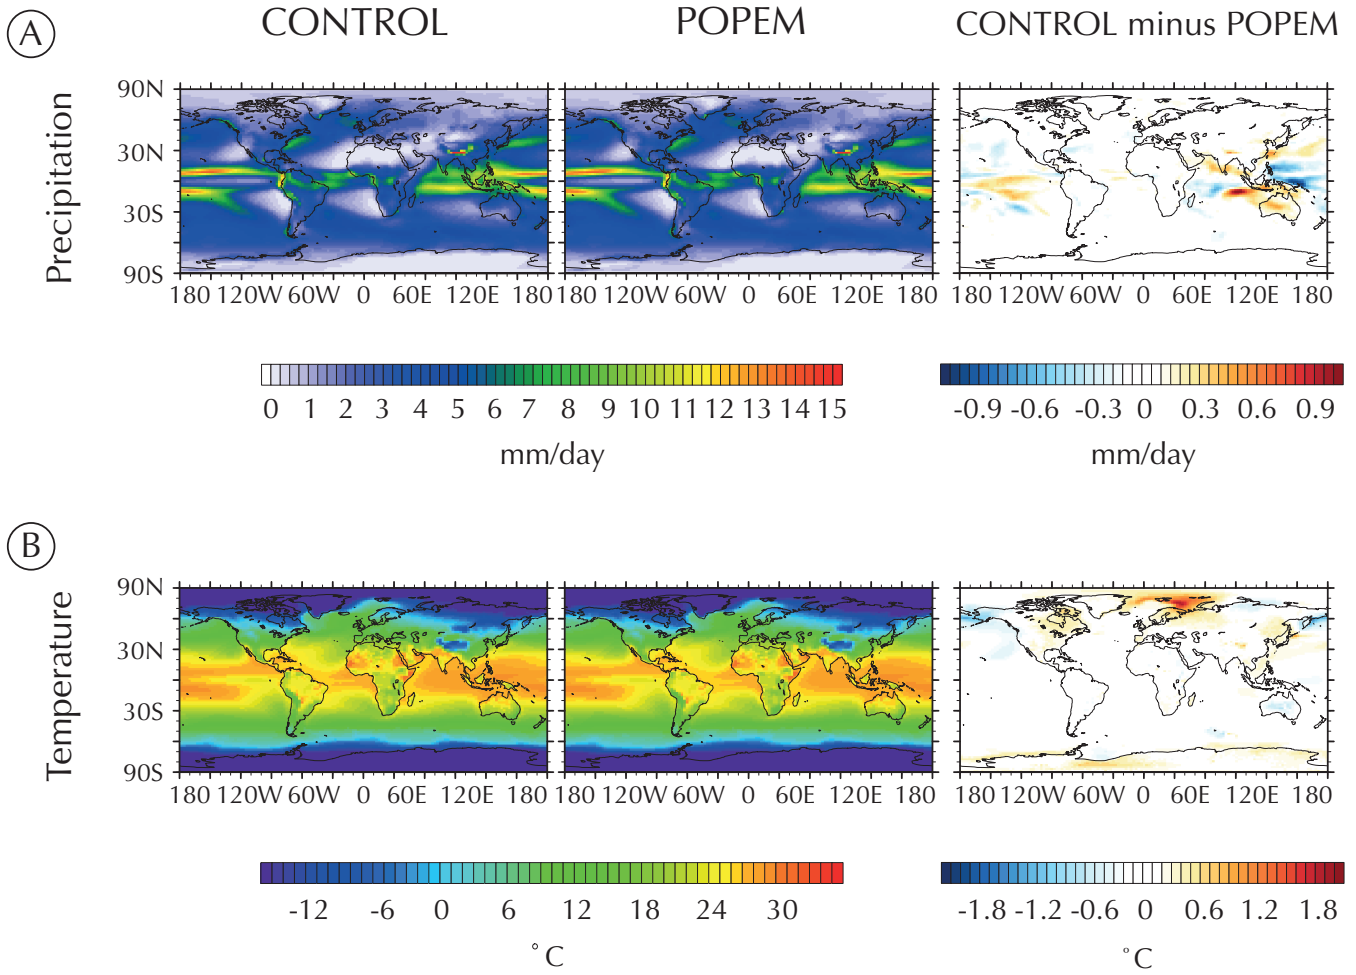 A
CONTROL
POPEM
CONTROL minus POPEM
Precipitation
90N
30N
30S
90S
180 120W 60W 0 60E 120E 180
180 120W 60W 0 60E 120E 180
180 120W 60W 0 60E 120E 180
0 1 2 3 4 5 6 7 8 9 10 11 12 13 14 15
mm/day
-0.9 -0.6 -0.3 0 0.3 0.6 0.9
mm/day
B
Temperature
90N
30N
30S
90S
180 120W 60W 0 60E 120E 180
180 120W 60W 0 60E 120E 180
180 120W 60W 0 60E 120E 180
-12 -6 0 6 12 18 24 30
°C
-1.8 -1.2 -0.6 0 0.6 1.2 1.8
°C